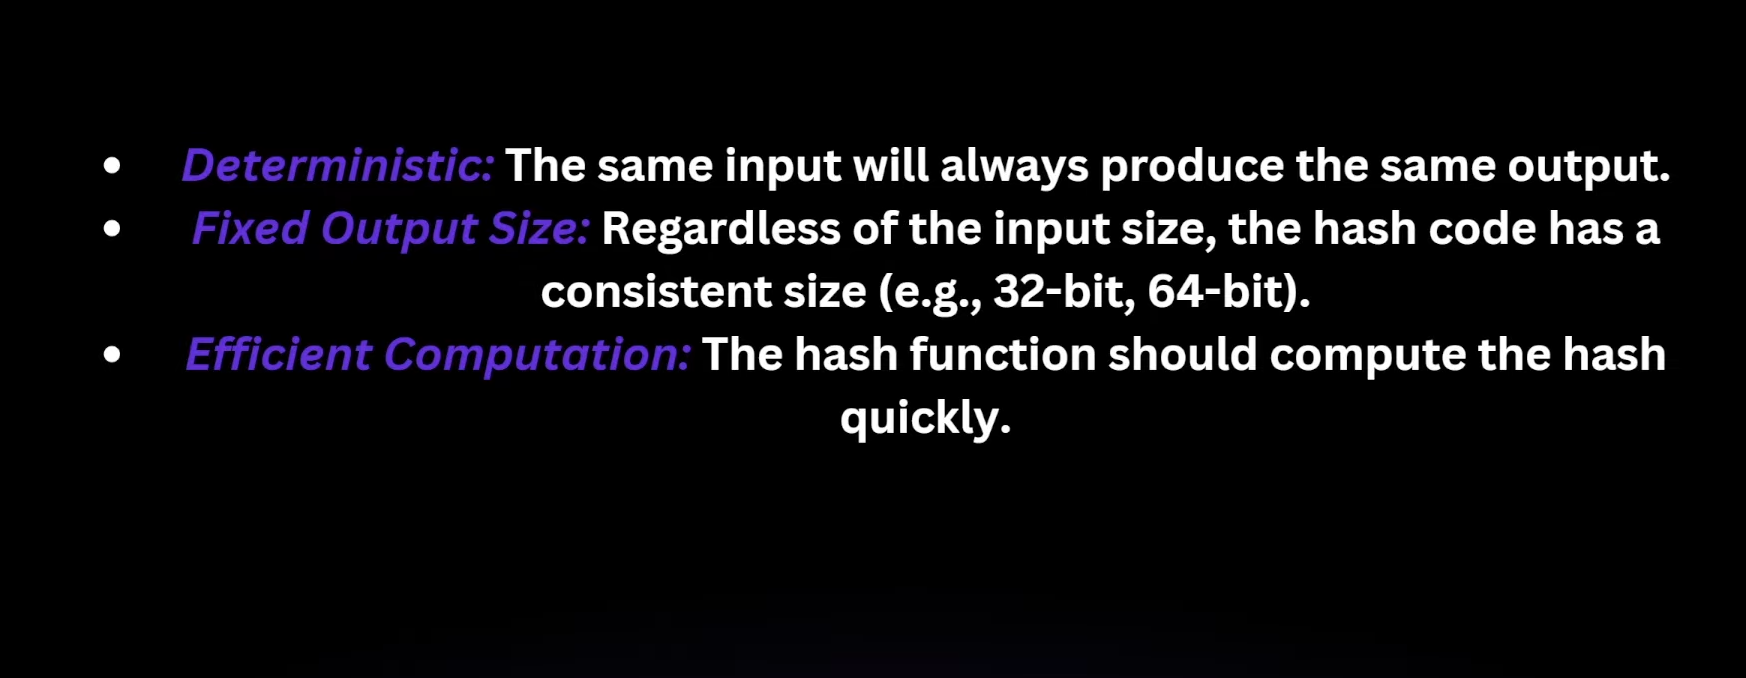 • Deterministic: The same input will always produce the same output.
• Fixed Output Size: Regardless of the input size, the hash code has a
consistent size (e.g., 32-bit, 64-bit).
• Efficient Computation: The hash function should compute the hash
quickly.